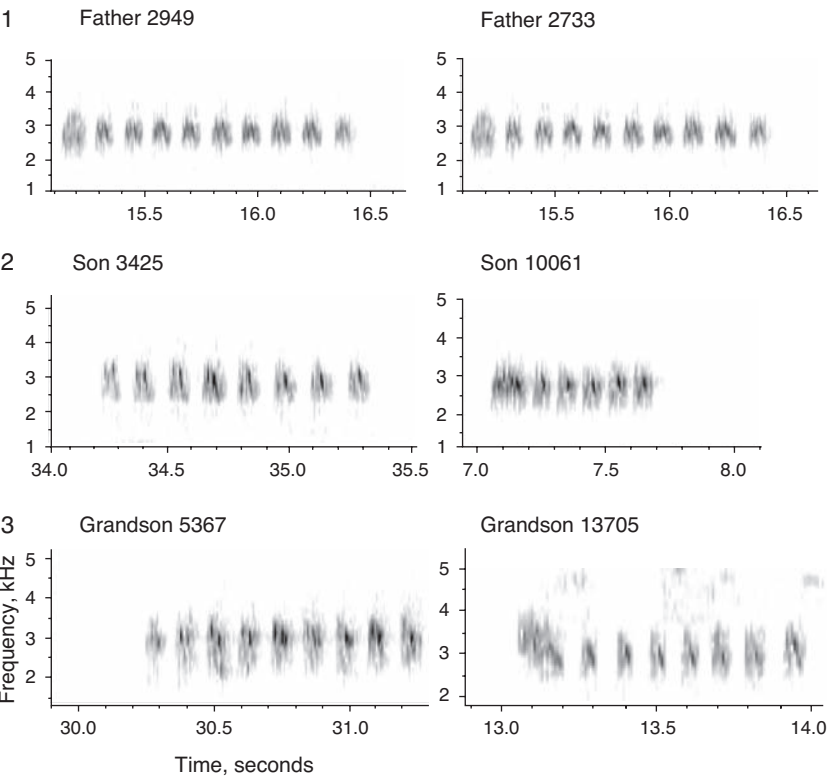 1 Father 2949 Father 2733
5 5
4 4
3 3
2 2
1 1
15.5 16.0 16.5 15.5 16.0 16.5
2 Son 3425 Son 10061
5 5
4 4
3 3
2 2
1 1
34.0 34.5 35.0 35.5 7.0 7.5 8.0
3 Grandson 5367 Grandson 13705
Frequency, kHz
5 5
4 4
3 3
2 2
30.0 30.5 31.0 13.0 13.5 14.0
Time, seconds